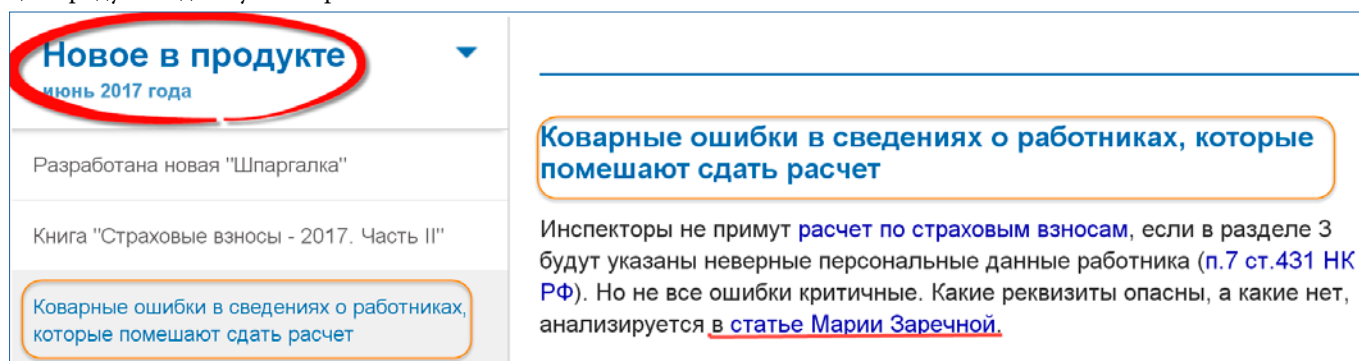 Новое в продукте
июнь 2017 года
Разработана новая "Шпаргалка"
Книга "Страховые взносы - 2017. Часть II"
Коварные ошибки в сведениях о работниках,
которые помешают сдать расчет
Коварные ошибки в сведениях о работниках, которые
помешают сдать расчет
Инспекторы не примут расчет по страховым взносам, если в разделе 3
будут указаны неверные персональные данные работника (п.7 ст.431 НК
РФ). Но не все ошибки критичные. Какие реквизиты опасны, а какие нет,
анализируется в статье Марии Заречной.